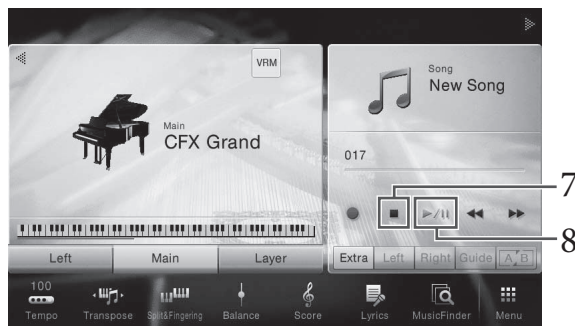 VRM
Main
CFX Grand
Song
New Song
017
7
8
Left Main Layer
Extra Left Right Guide A B
100
Tempo Transpose Split&Fingering Balance Score Lyrics MusicFinder Menu